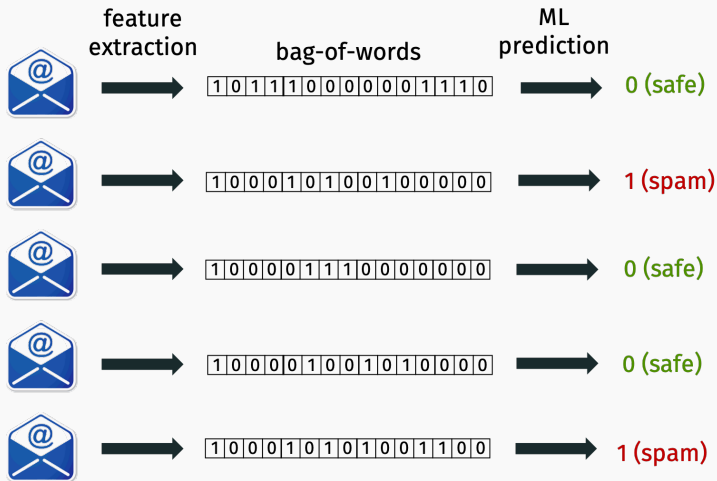 feature
extraction
bag-of-words
ML
prediction
@
1 0 1 1 1 0 0 0 0 0 0 1 1 1 0
0 (safe)
@
1 0 0 0 1 0 1 0 0 1 0 0 0 0 0
1 (spam)
@
1 0 0 0 0 1 1 1 0 0 0 0 0 0 0
0 (safe)
@
1 0 0 0 0 1 0 0 1 0 1 0 0 0 0
0 (safe)
@
1 0 0 0 1 0 1 0 1 0 0 1 1 0 0
1 (spam)